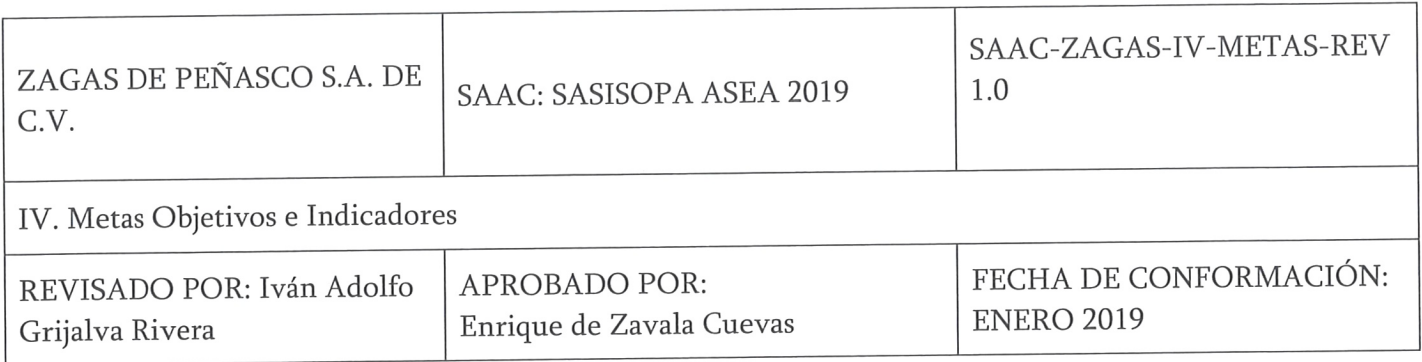 ZAGAS DE PEÑASCO S.A. DE
C.V.
SAAC: SASISOPA ASEA 2019
SAAC-ZAGAS-IV-METAS-REV
1.0
IV. Metas Objetivos e Indicadores
REVISADO POR: Iván Adolfo
Grijalva Rivera
APROBADO POR:
Enrique de Zavala Cuevas
FECHA DE CONFORMACIÓN:
ENERO 2019